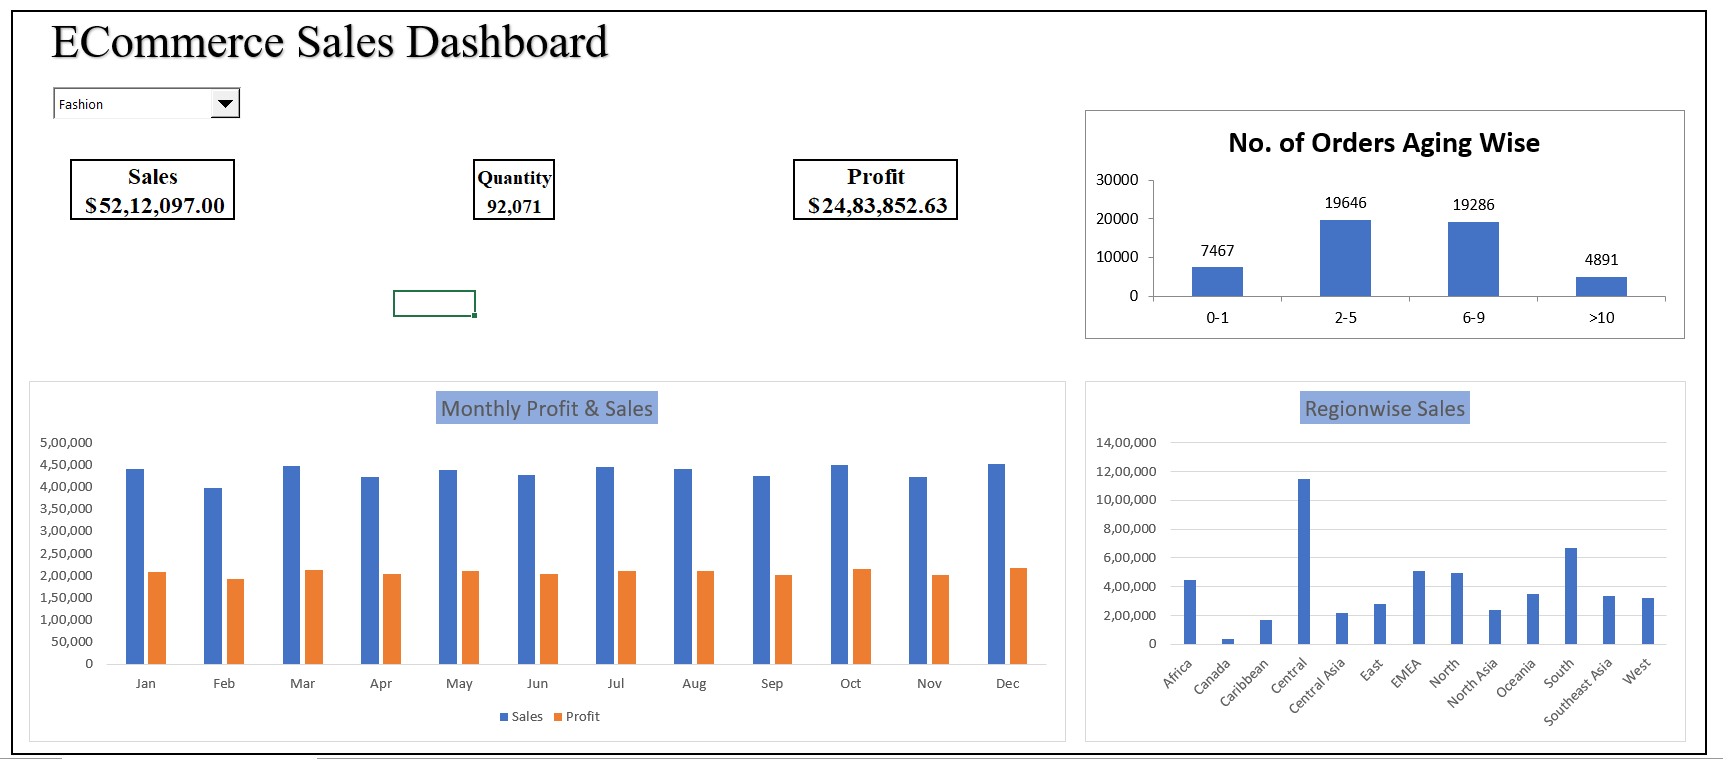 ECommerce Sales Dashboard
Fashion
Sales
$52,12,097.00
Quantity
92,071
Profit
$24,83,852.63
No. of Orders Aging Wise
30000
20000
10000
0
7467
19646
19286
4891
0-1
2-5
6-9
>10
Monthly Profit & Sales
5,00,000
4,50,000
4,00,000
3,50,000
3,00,000
2,50,000
2,00,000
1,50,000
1,00,000
50,000
0
Jan
Feb
Mar
Apr
May
Jun
Jul
Aug
Sep
Oct
Nov
Dec
Sales
Profit
Regionwise Sales
14,00,000
12,00,000
10,00,000
8,00,000
6,00,000
4,00,000
2,00,000
0
Africa
Canada
Caribbean
Central
Central Asia
East
EMEA
North
North Asia
Oceania
South
Southeast Asia
West